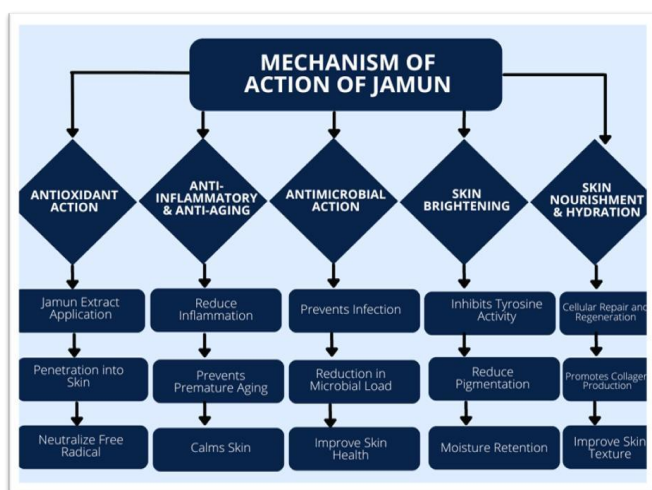 MECHANISM OF
ACTION OF JAMUN
ANTIOXIDANT
ACTION
ANTI-
INFLAMMATORY
& ANTI-AGING
ANTIMICROBIAL
ACTION
SKIN
BRIGHTENING
SKIN
NOURISHMENT
& HYDRATION
Jamun Extract
Application
Reduce
Inflammation
Prevents Infection
Inhibits Tyrosine
Activity
Cellular Repair and
Regeneration
Penetration into
Skin
Prevents
Premature Aging
Reduction in
Microbial Load
Reduce
Pigmentation
Promotes Collagen
Production
Neutralize Free
Radical
Calms Skin
Improve Skin
Health
Moisture Retention
Improve Skin
Texture